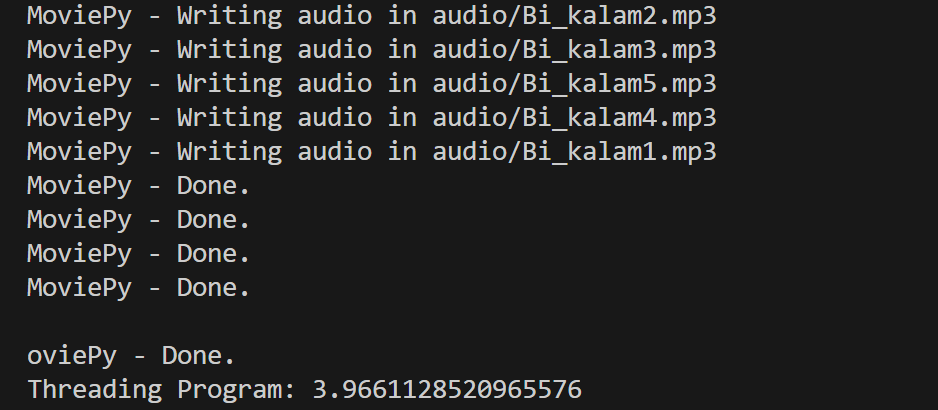 MoviePy - Writing audio in audio/Bi_kalam2.mp3
MoviePy - Writing audio in audio/Bi_kalam3.mp3
MoviePy - Writing audio in audio/Bi_kalam5.mp3
MoviePy - Writing audio in audio/Bi_kalam4.mp3
MoviePy - Writing audio in audio/Bi_kalam1.mp3
MoviePy - Done.
MoviePy - Done.
MoviePy - Done.
MoviePy - Done.
oviePy - Done.
Threading Program: 3.9661128520965576